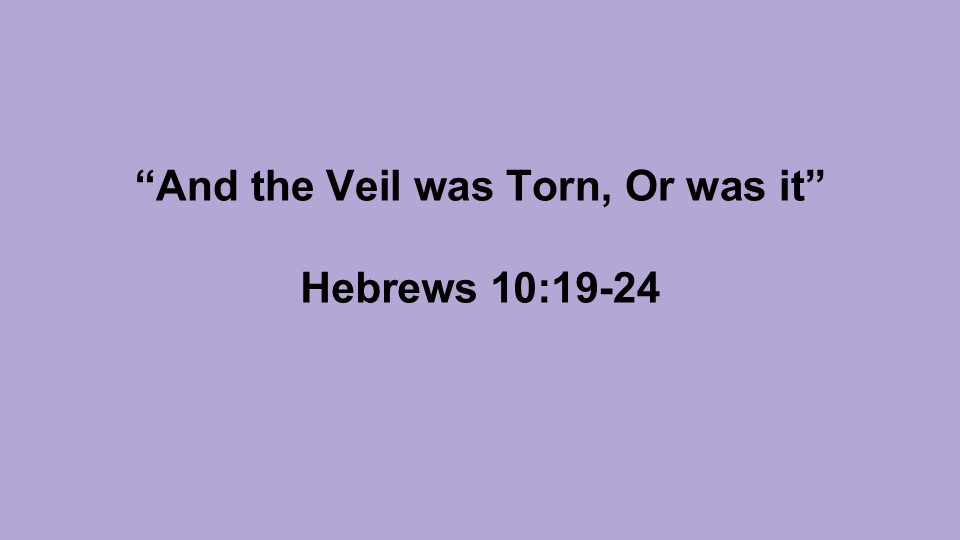 “And the Veil was Torn, Or was it”
Hebrews 10:19-24